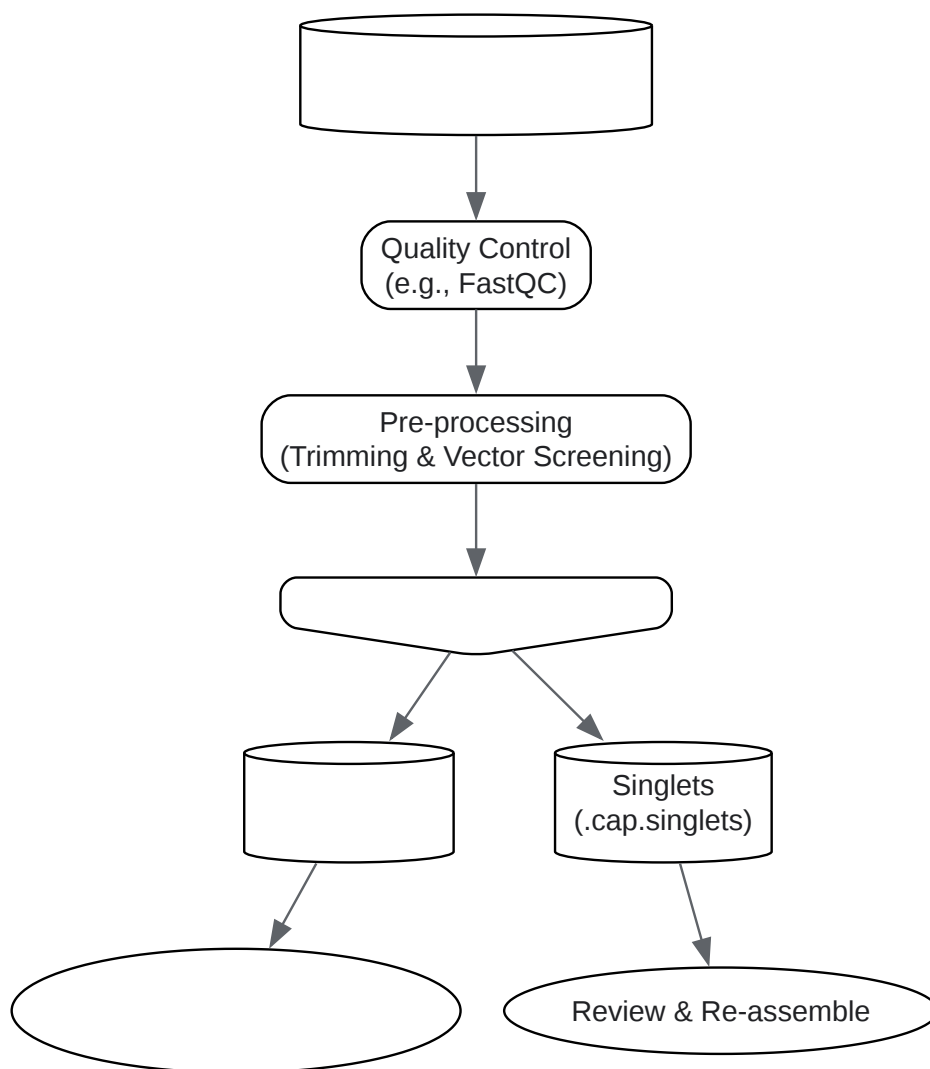 Quality Control
(e.g., FastQC)
Pre-processing
(Trimming & Vector Screening)
Singlets
(.cap.singlets)
Review & Re-assemble